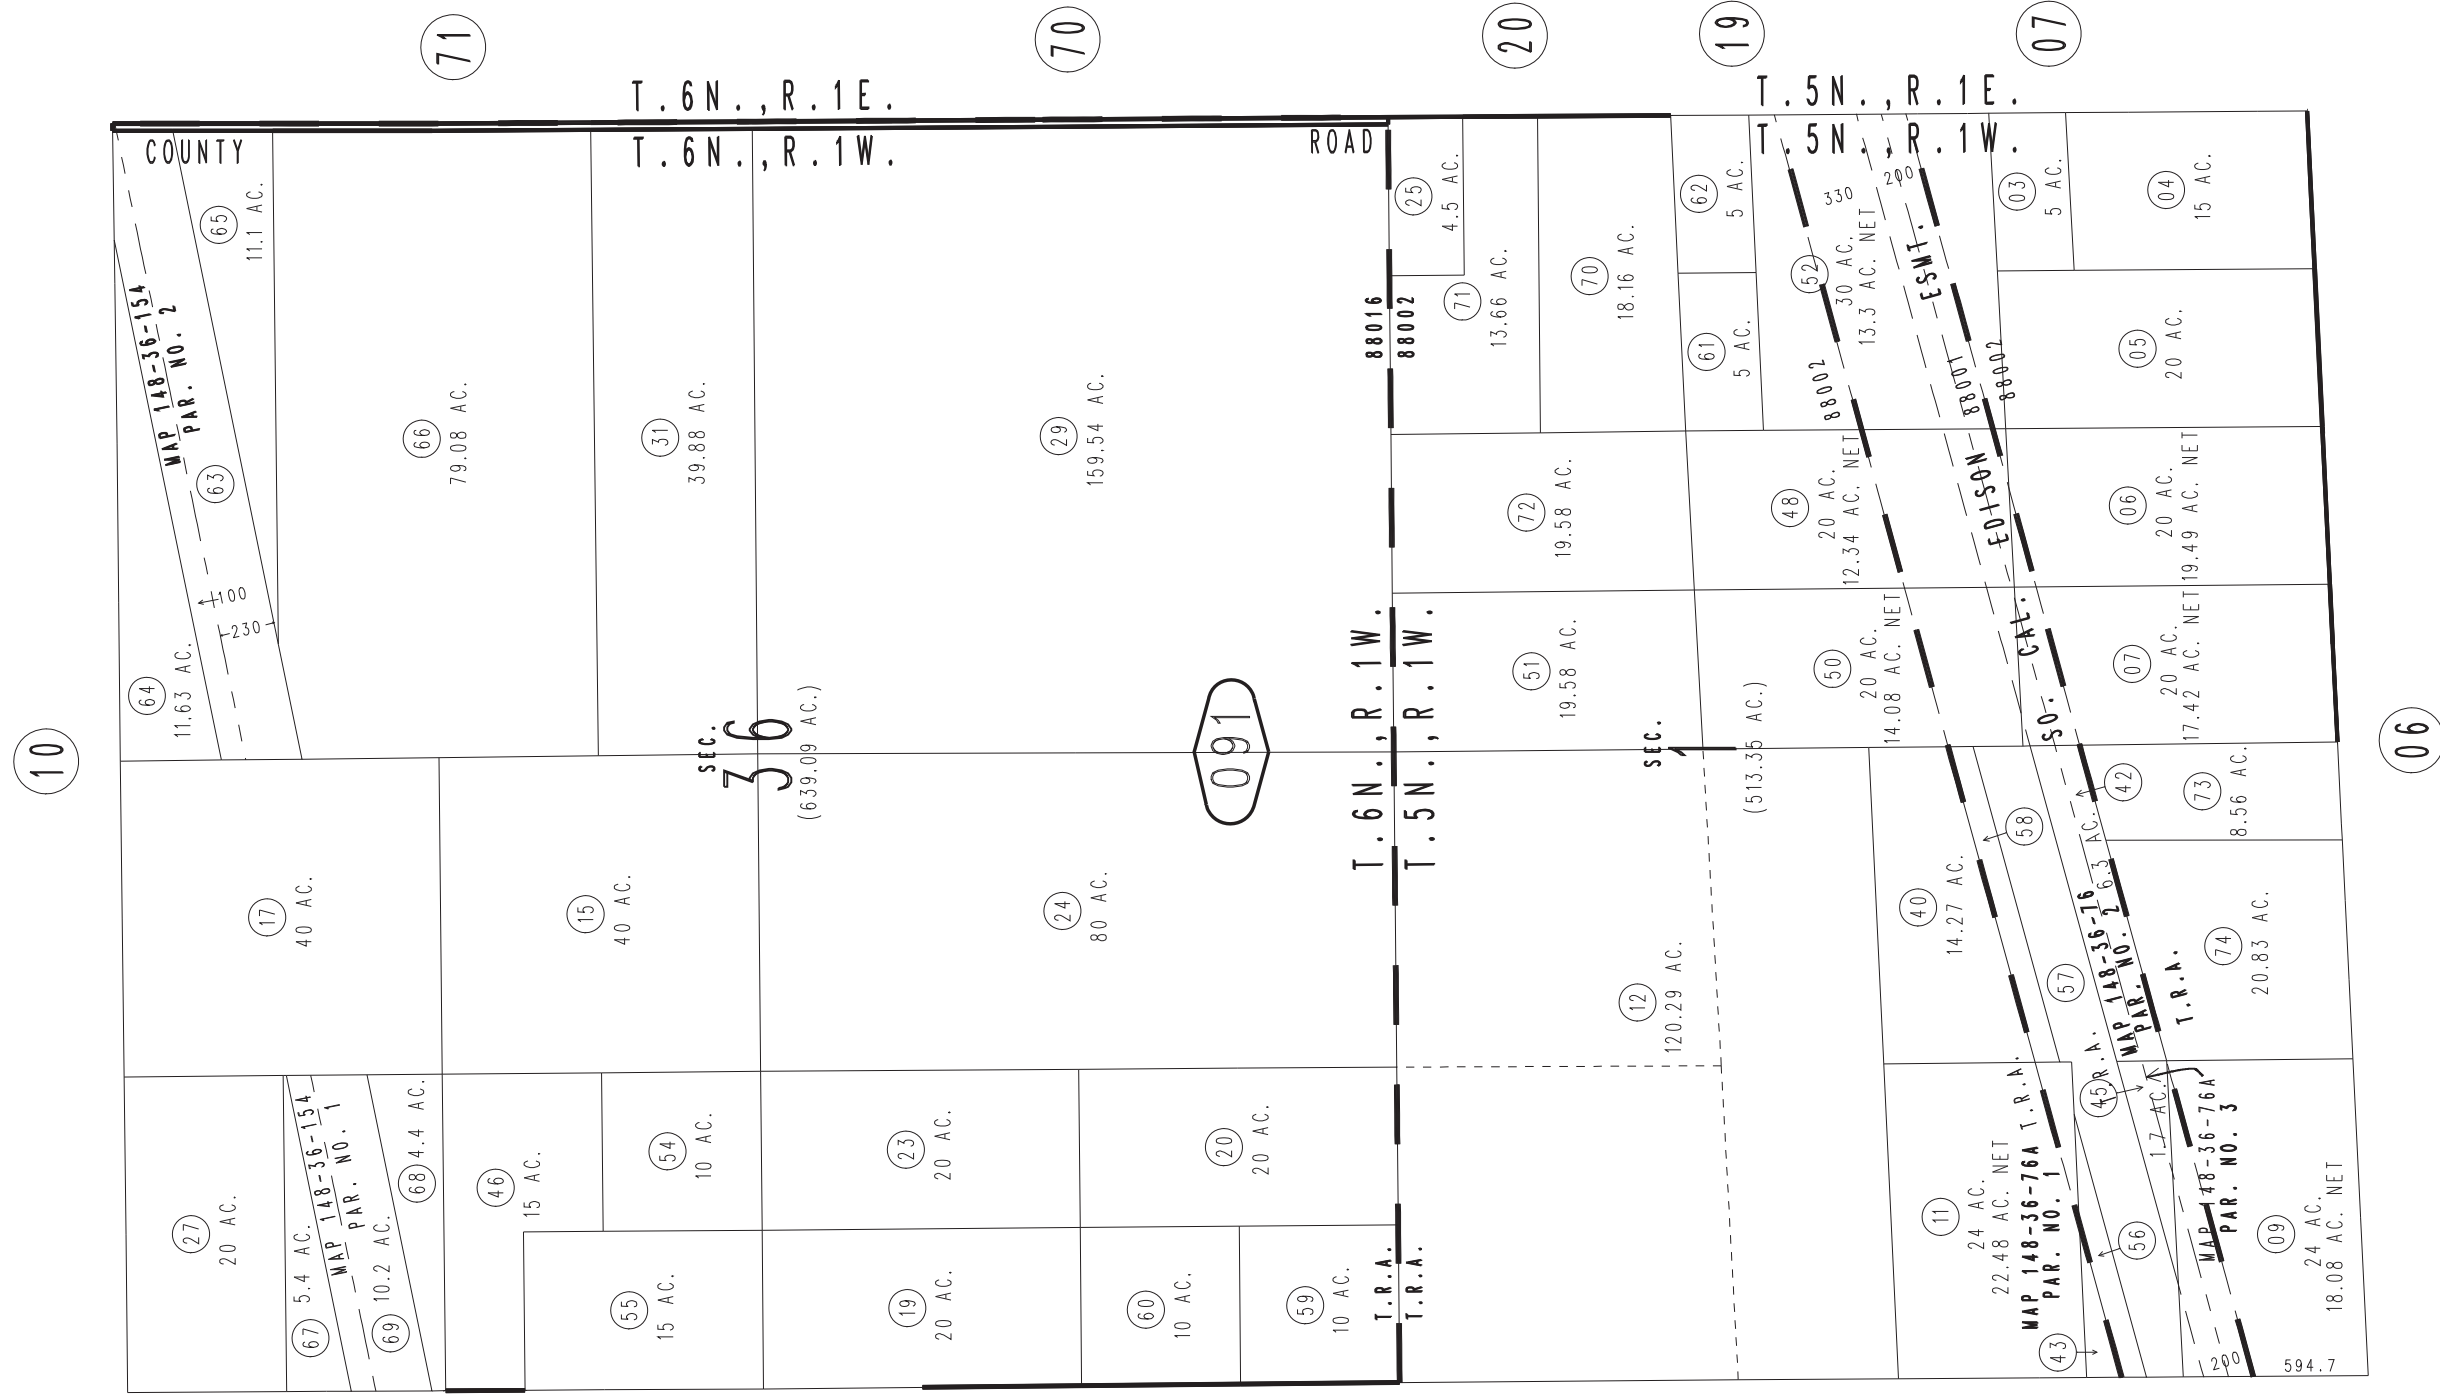 71
70
20
19
07
T.6N.,R.1E.
T.5N.,R.1E.
COUNTY
T.6N.,R.1W.
ROAD
T.5N.,R.1W.
65
11.1 AC.
MAP 148-36-154
PAR. NO. 2
63
100
230
64
11.63 AC.
66
79.08 AC.
31
39.88 AC.
29
159.54 AC.
88016
88002
25
4.5 AC.
71
13.66 AC.
70
18.16 AC.
62
5 AC.
61
5 AC.
52
30 AC.
13.3 AC. NET
330
200
03
5 AC.
04
15 AC.
05
20 AC.
88002
88001
88002
SO. CAL. EDISON ESMT.
72
19.58 AC.
48
20 AC.
12.34 AC. NET
06
20 AC.
19.49 AC. NET
51
19.58 AC.
50
20 AC.
14.08 AC. NET
07
20 AC.
17.42 AC. NET
10
SEC.
36
(639.09 AC.)
091
T.6N.,R.1W.
T.5N.,R.1W.
SEC.
1
(513.35 AC.)
06
17
40 AC.
15
40 AC.
24
80 AC.
12
120.29 AC.
40
14.27 AC.
58
42
6.3 AC.
73
8.56 AC.
57
MAP 148-36-76
PAR. NO. 2
74
20.83 AC.
T.R.A.
T.R.A.
T.R.A.
27
20 AC.
67
5.4 AC.
MAP 148-36-154
PAR. NO. 1
68
4.4 AC.
69
10.2 AC.
46
15 AC.
54
10 AC.
55
15 AC.
23
20 AC.
19
20 AC.
20
20 AC.
60
10 AC.
59
10 AC.
T.R.A.
T.R.A.
11
24 AC.
22.48 AC. NET
MAP 148-36-76A
PAR. NO. 1
43
56
45
1.7 AC.
MAP 148-36-76A
PAR. NO. 3
09
24 AC.
18.08 AC. NET
200
594.7